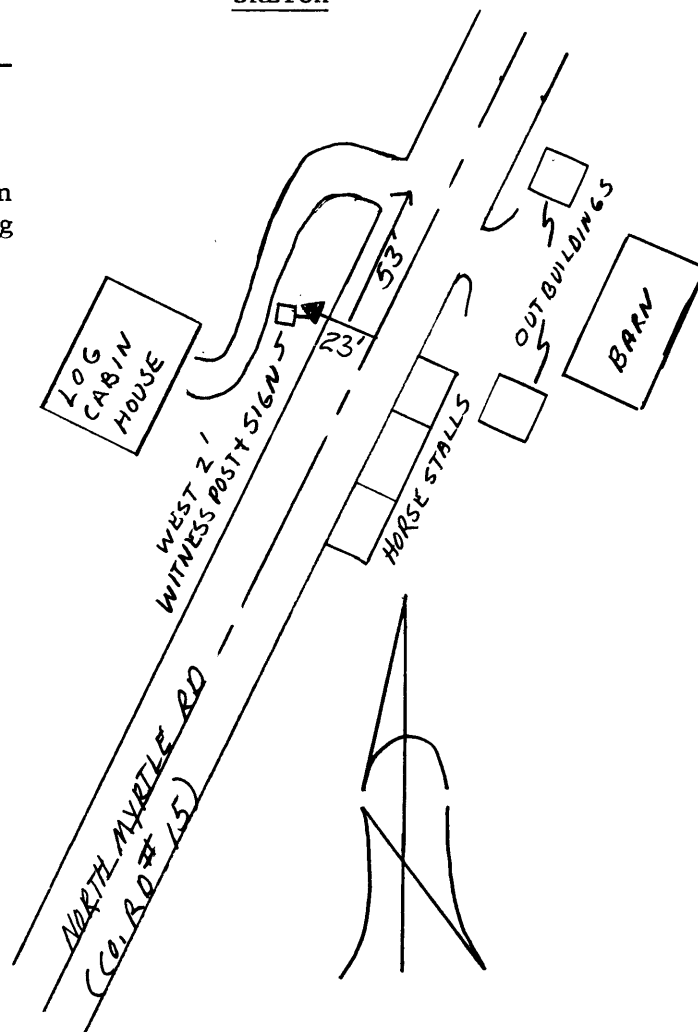 n
g
OUTBUILDINGS
53'
BARN
LOG
CABIN
HOUSE
23'
WEST 2'
WITNESS POST & SIGN
HORSE STALLS
NORTH MYRTLE RD
(CO. RD # 15)
N